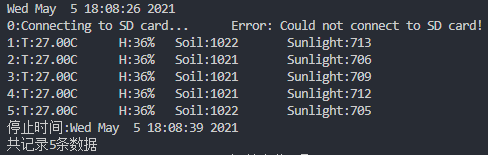 Wed May  5 18:08:26 2021
0:Connecting to SD card...      Error: Could not connect to SD card!
1:T:27.00C      H:36%   Soil:1022       Sunlight:713
2:T:27.00C      H:36%   Soil:1021       Sunlight:706
3:T:27.00C      H:36%   Soil:1021       Sunlight:709
4:T:27.00C      H:36%   Soil:1021       Sunlight:712
5:T:27.00C      H:36%   Soil:1022       Sunlight:705
停止时间:Wed May  5 18:08:39 2021
共记录5条数据